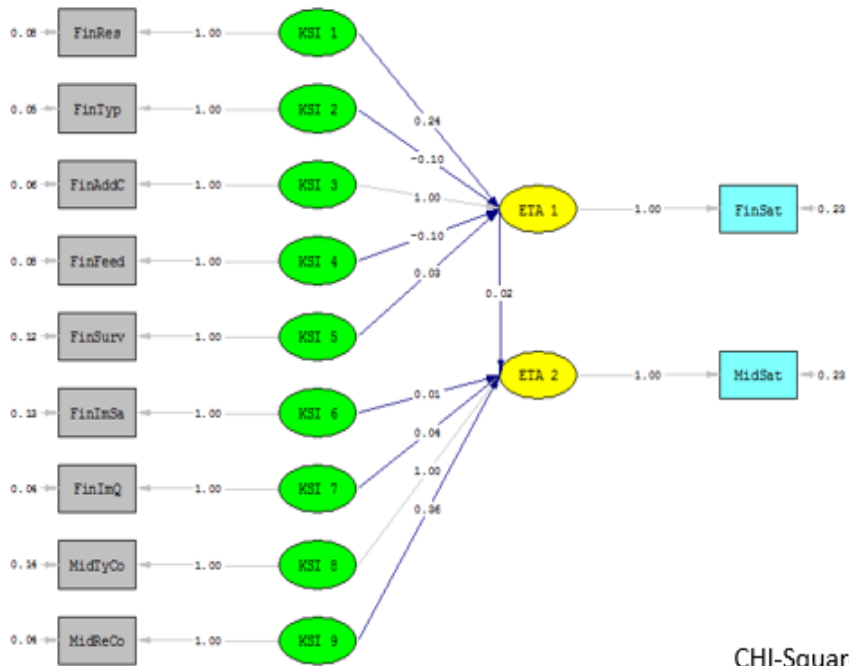 0.08 FinRes 1.00 KSI 1
0.05 FinTyp 1.00 KSI 2
0.24
-0.10
0.06 FinAddC 1.00 KSI 3 1.00 ETA 1 1.00 FinSat 0.23
0.08 FinFeed 1.00 KSI 4 -0.10
0.03
0.02
0.12 FinSurv 1.00 KSI 5
ETA 2 1.00 MidSat 0.23
0.13 FinImSa 1.00 KSI 6 0.01
0.04
1.00
0.04 FinImQ 1.00 KSI 7
0.96
0.14 MidTyCo 1.00 KSI 8
0.04 MidReCo 1.00 KSI 9
CHI-Squar